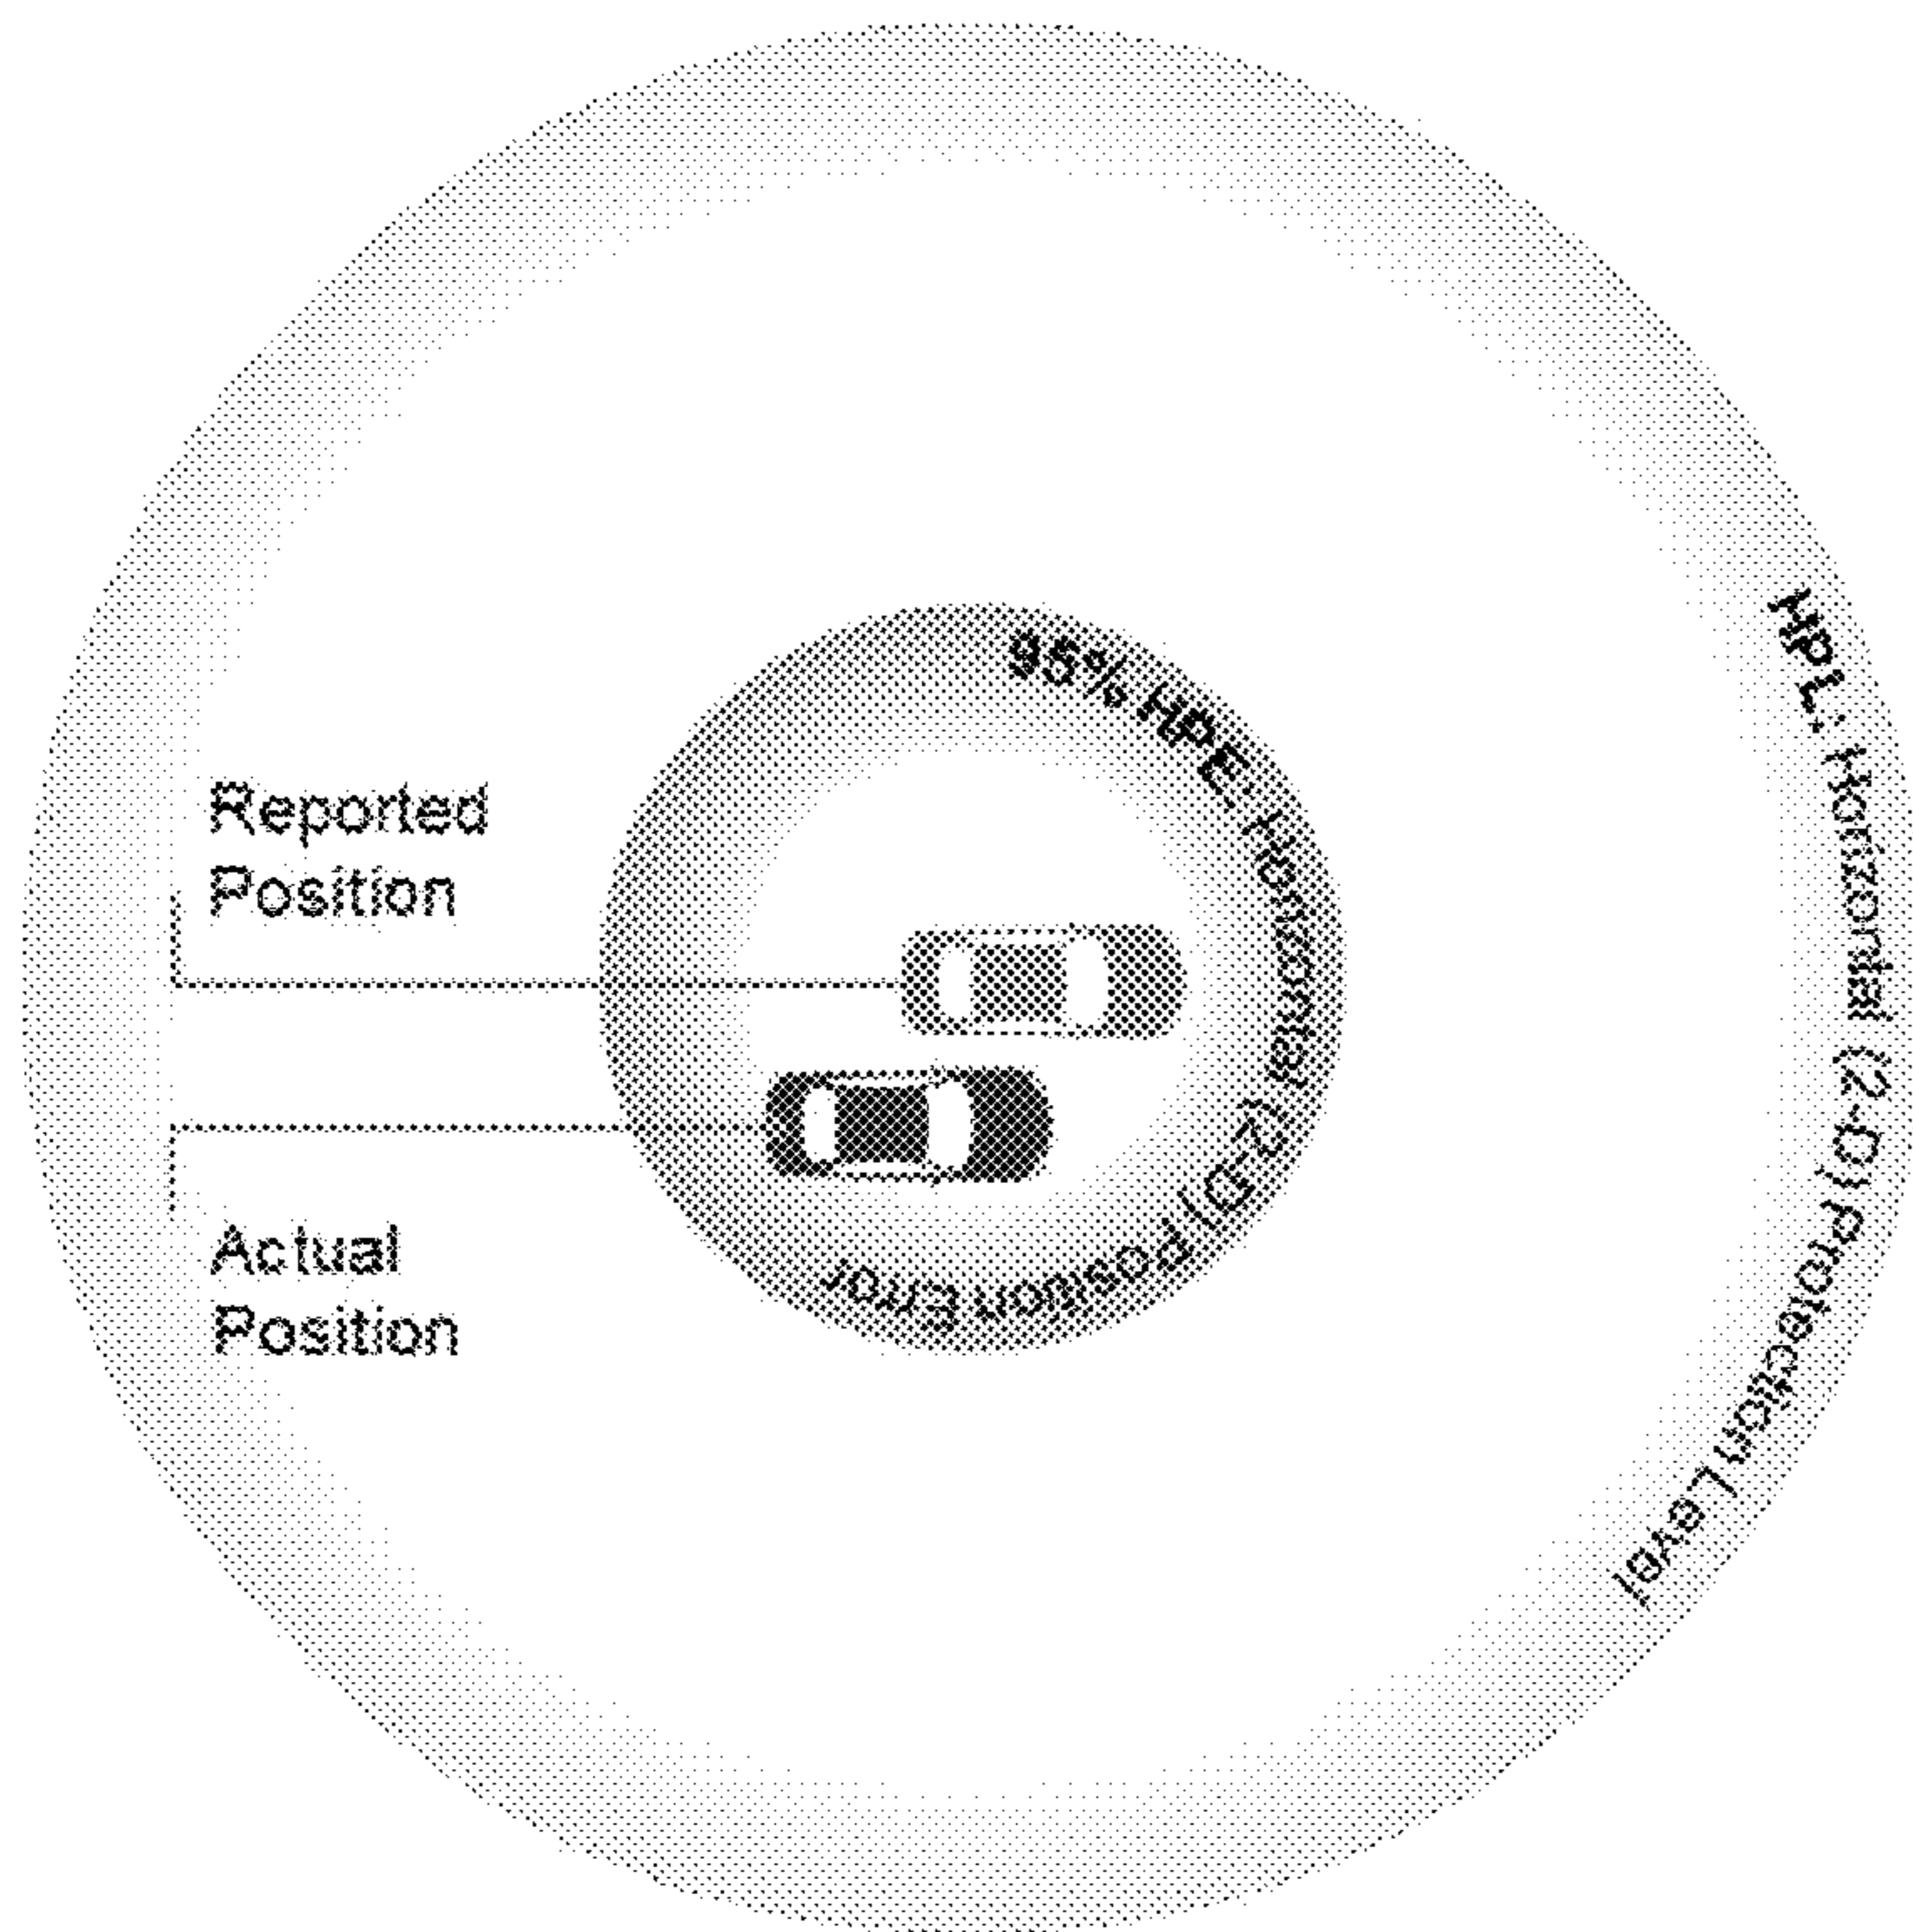 95% HPE: Horizontal (2-D) Position Error
HPL: Horizontal (2-D) Protection Level
Reported
Position
Actual
Position